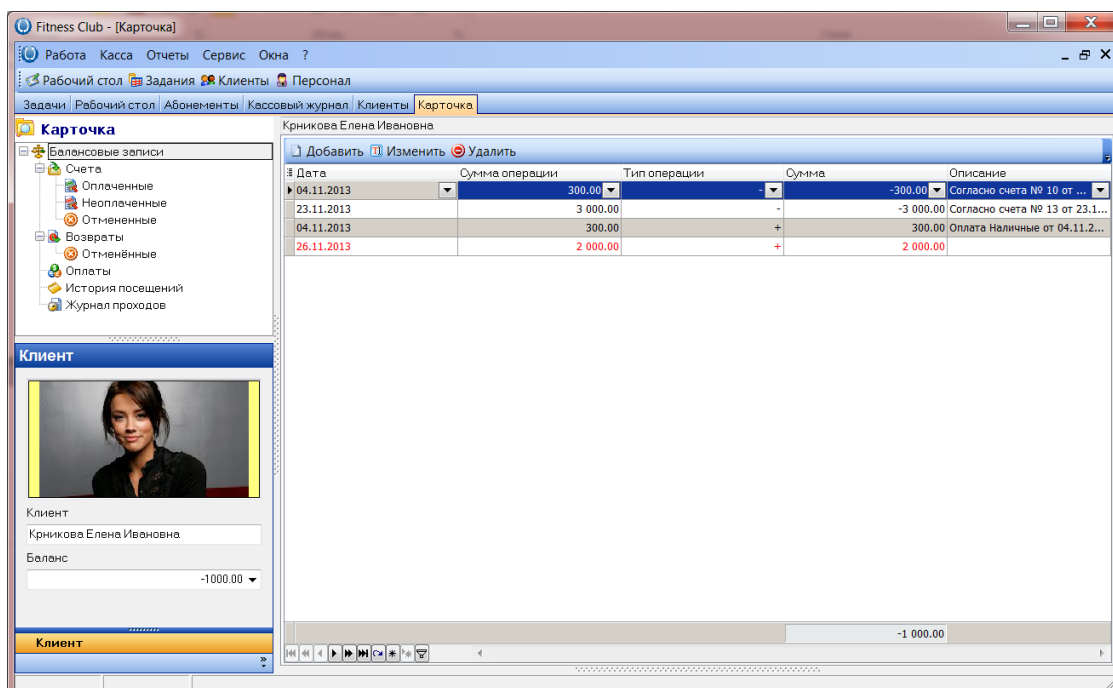 Fitness Club - [Карточка]
Работа Касса Отчеты Сервис Окна ?
Рабочий стол Задания Клиенты Персонал
Задачи Рабочий стол Абонементы Кассовый журнал Клиенты Карточка
Карточка
Балансовые записи
Счета
Оплаченные
Неоплаченные
Отмененные
Возвраты
Отменённые
Оплаты
История посещений
Журнал проходов
Клиент
Клиент
Крникова Елена Ивановна
Баланс
-1000.00
Клиент
Крникова Елена Ивановна
Добавить Изменить Удалить
Дата Сумма операции Тип операции Сумма Описание
04.11.2013 300.00 - -300.00 Согласно счета № 10 от ...
23.11.2013 3 000.00 - -3 000.00 Согласно счета № 13 от 23.1...
04.11.2013 300.00 + 300.00 Оплата Наличные от 04.11.2...
26.11.2013 2 000.00 + 2 000.00
-1 000.00